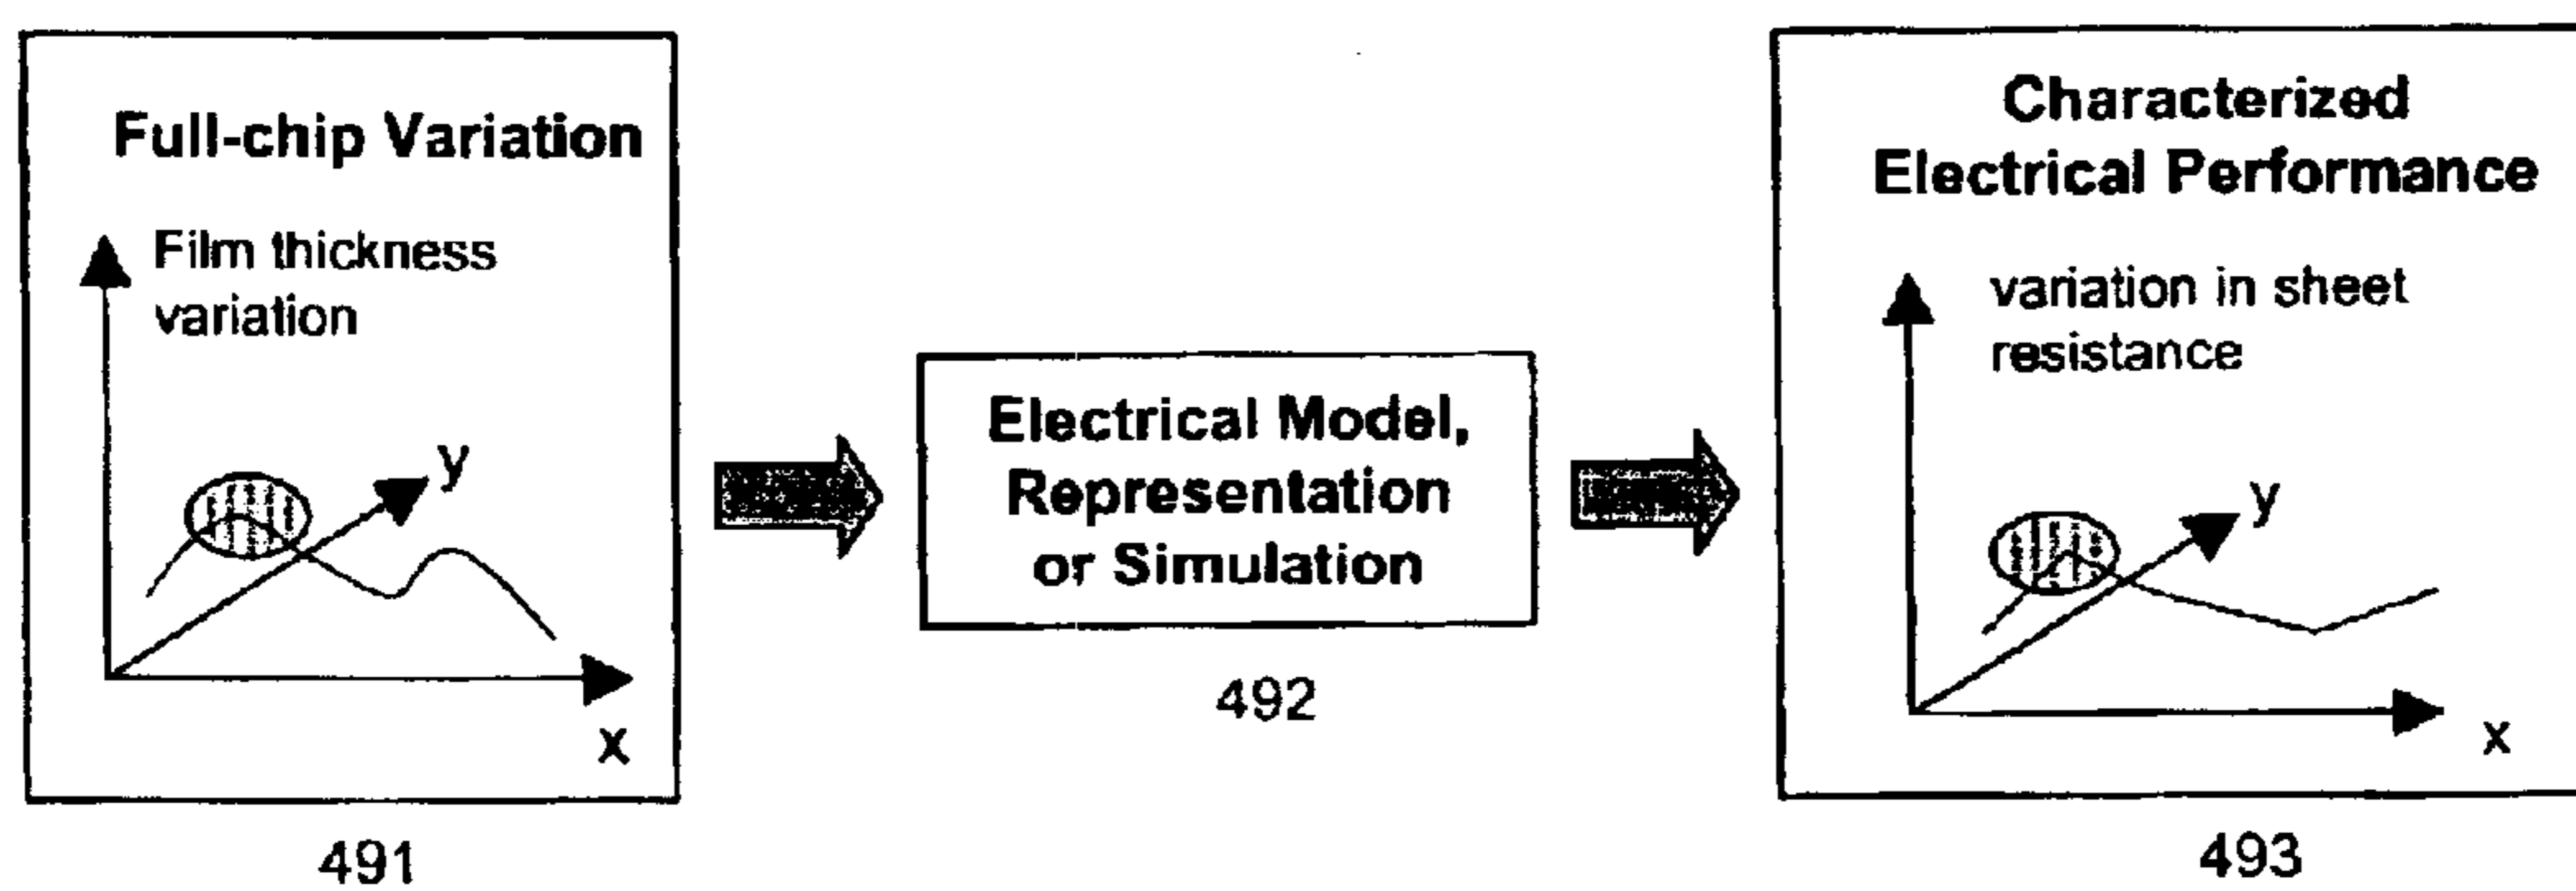 Full-chip Variation
Film thickness
variation
y
x
491
Electrical Model,
Representation
or Simulation
492
Characterized
Electrical Performance
variation in sheet
resistance
y
x
493